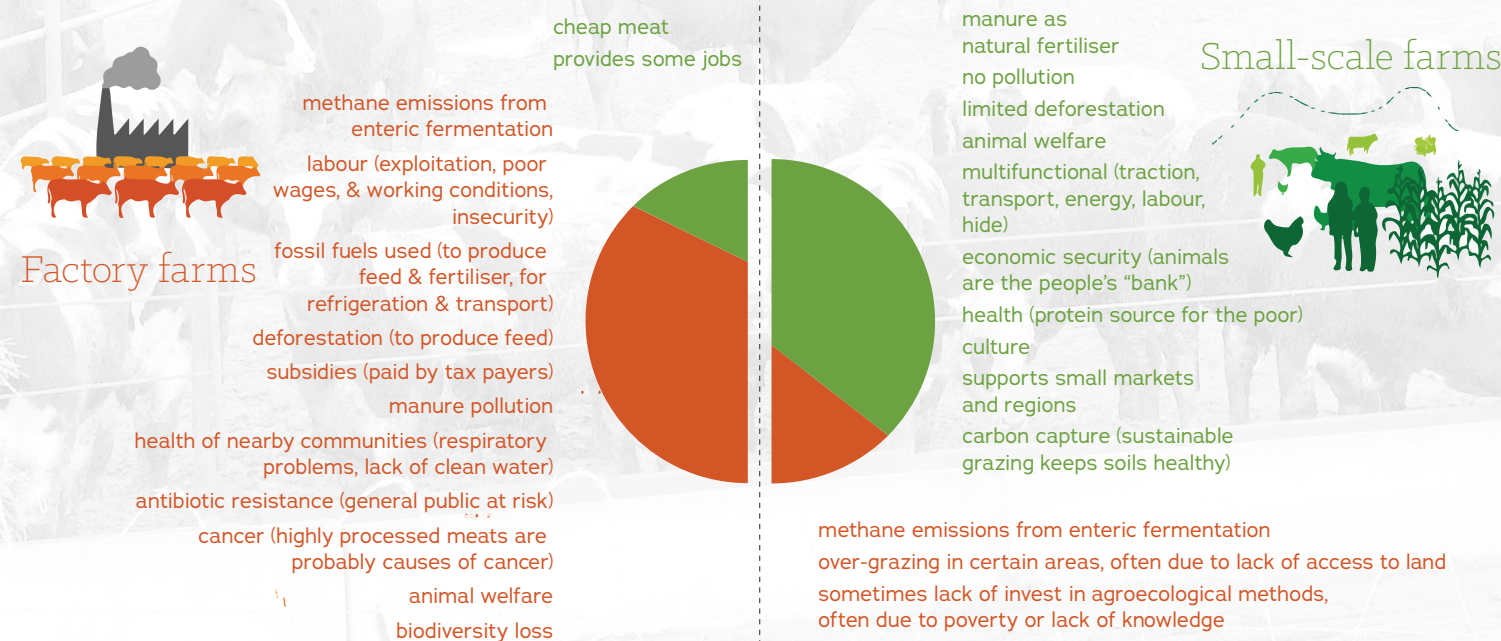 Factory farms
cheap meat
provides some jobs
methane emissions from
enteric fermentation
labour (exploitation, poor
wages, & working conditions,
insecurity)
fossil fuels used (to produce
feed & fertiliser, for
refrigeration & transport)
deforestation (to produce feed)
subsidies (paid by tax payers)
manure pollution
health of nearby communities (respiratory
problems, lack of clean water)
antibiotic resistance (general public at risk)
cancer (highly processed meats are
probably causes of cancer)
animal welfare
biodiversity loss
Small-scale farms
manure as
natural fertiliser
no pollution
limited deforestation
animal welfare
multifunctional (traction,
transport, energy, labour,
hide)
economic security (animals
are the people’s “bank”)
health (protein source for the poor)
culture
supports small markets
and regions
carbon capture (sustainable
grazing keeps soils healthy)
methane emissions from enteric fermentation
over-grazing in certain areas, often due to lack of access to land
sometimes lack of invest in agroecological methods,
often due to poverty or lack of knowledge